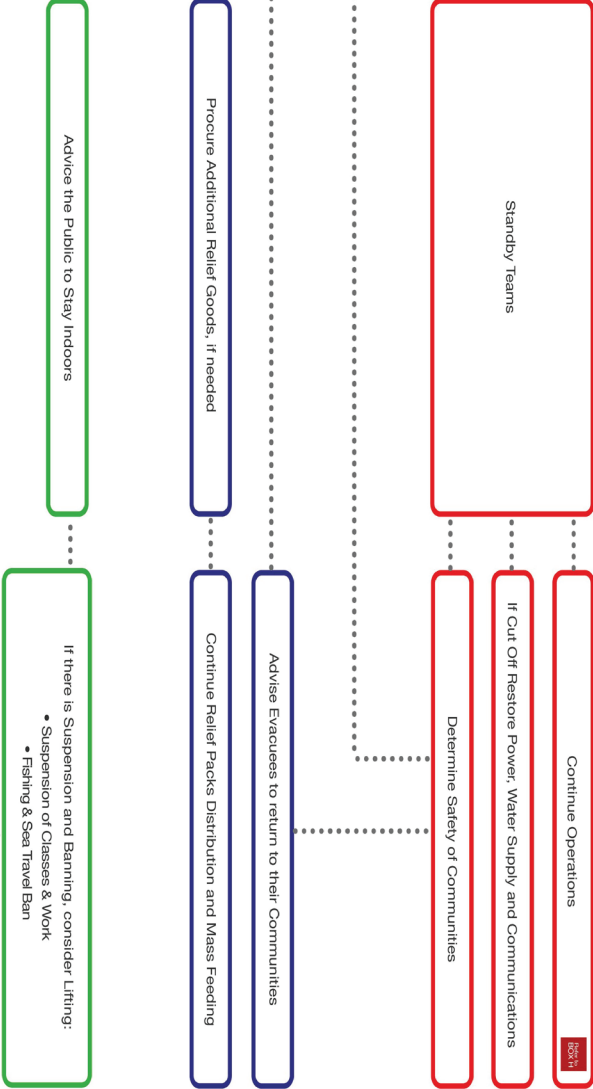 Standby Teams
Continue Operations
Refer to
BOX H
If Cut Off Restore Power, Water Supply and Communications
Determine Safety of Communities
Advise Evacuees to return to their Communities
Procure Additional Relief Goods, if needed
Continue Relief Packs Distribution and Mass Feeding
Advice the Public to Stay Indoors
If there is Suspension and Banning, consider Lifting:
• Suspension of Classes & Work
• Fishing & Sea Travel Ban